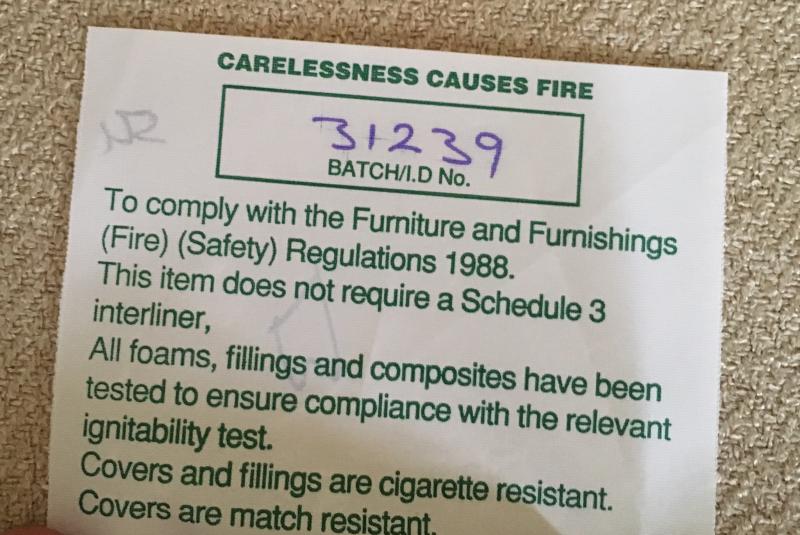 CARELESSNESS CAUSES FIRE
31239
BATCH/I.D No.
To comply with the Furniture and Furnishings
(Fire) (Safety) Regulations 1988.
This item does not require a Schedule 3
interliner,
All foams, fillings and composites have been
tested to ensure compliance with the relevant
ignitability test.
Covers and fillings are cigarette resistant.
Covers are match resistant.